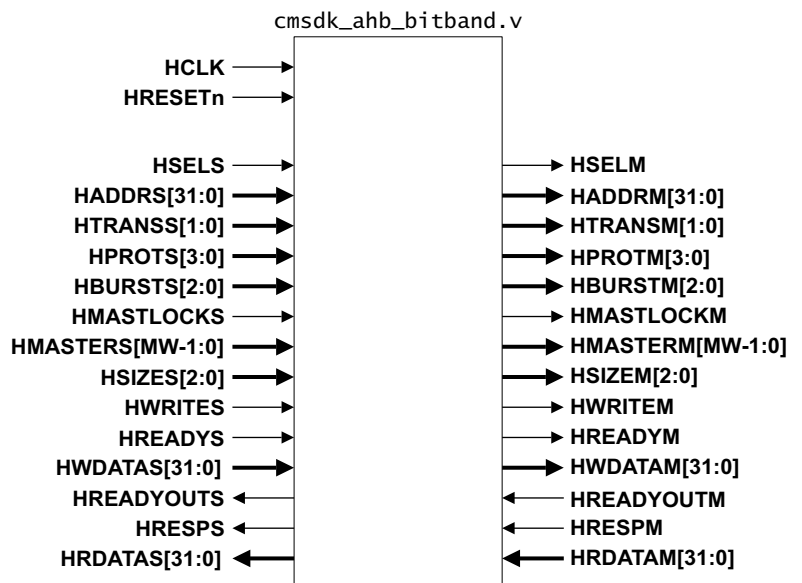 cmsdk_ahb_bitband.v
HCLK
HRESETn
HSELS HSELM
HADDRS[31:0] HADDRM[31:0]
HTRANSS[1:0] HTRANSM[1:0]
HPROTS[3:0] HPROTM[3:0]
HBURSTS[2:0] HBURSTM[2:0]
HMASTLOCKS HMASTLOCKM
HMASTERS[MW-1:0] HMASTERM[MW-1:0]
HSIZES[2:0] HSIZEM[2:0]
HWRITES HWRITEM
HREADYS HREADYM
HWDATAS[31:0] HWDATAM[31:0]
HREADYOUTS HREADYOUTM
HRESPS HRESPM
HRDATAS[31:0] HRDATAM[31:0]